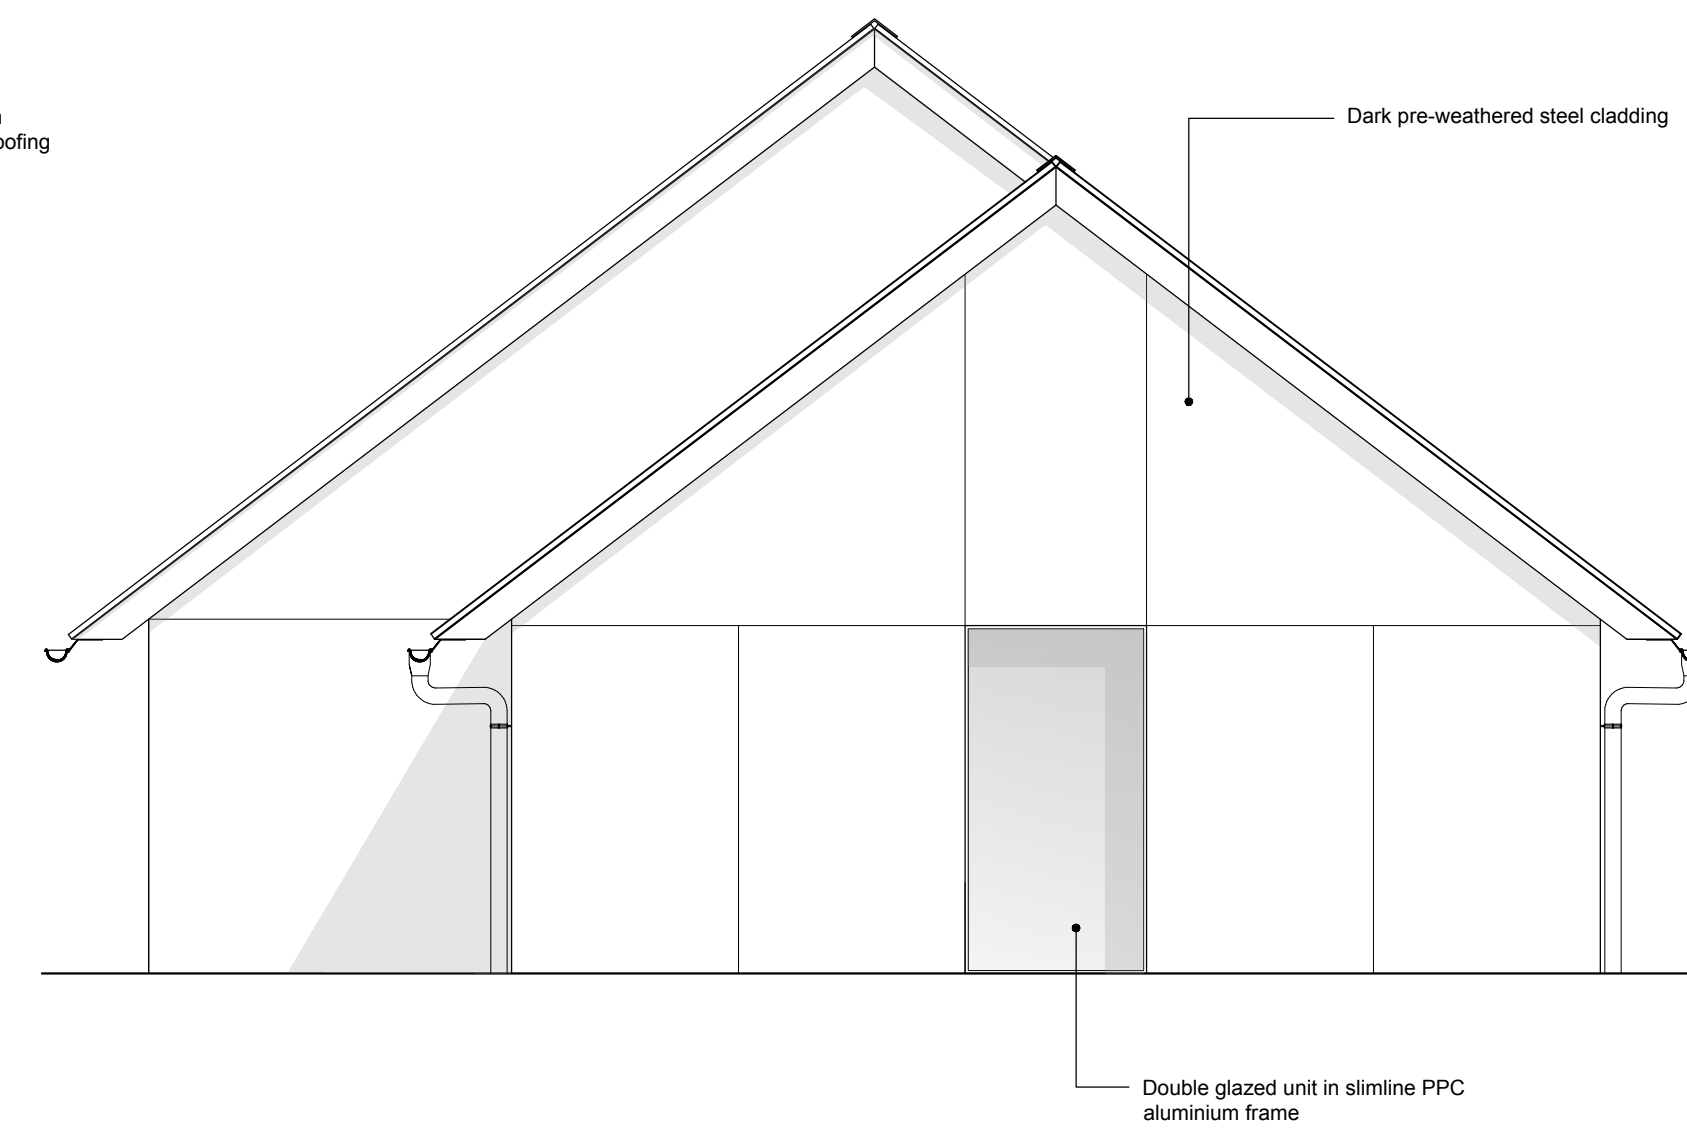 Dark pre-weathered steel cladding
Double glazed unit in slimline PPC
aluminium frame